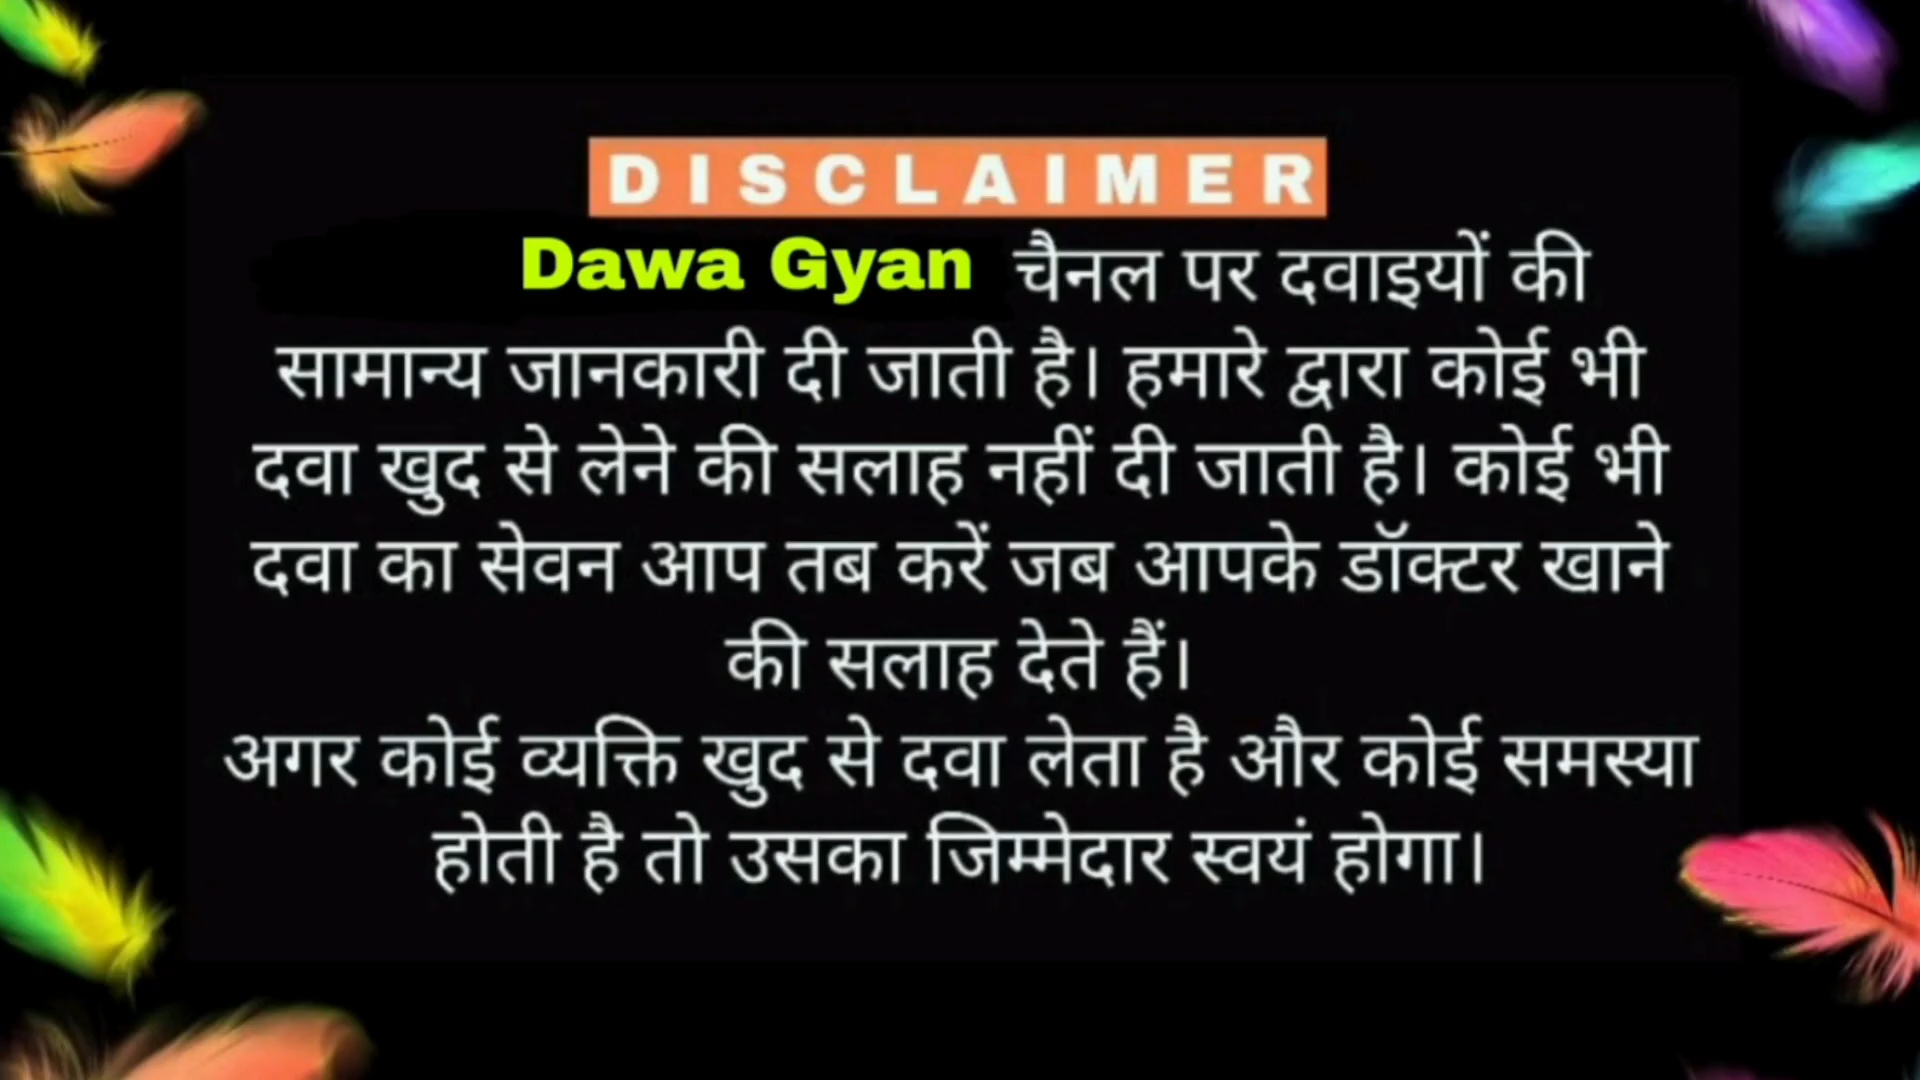 DISCLAIMER
Dawa Gyan चैनल पर दवाइयों की
सामान्य जानकारी दी जाती है। हमारे द्वारा कोई भी
दवा खुद से लेने की सलाह नहीं दी जाती है। कोई भी
दवा का सेवन आप तब करें जब आपके डॉक्टर खाने
की सलाह देते हैं।
अगर कोई व्यक्ति खुद से दवा लेता है और कोई समस्या
होती है तो उसका जिम्मेदार स्वयं होगा।